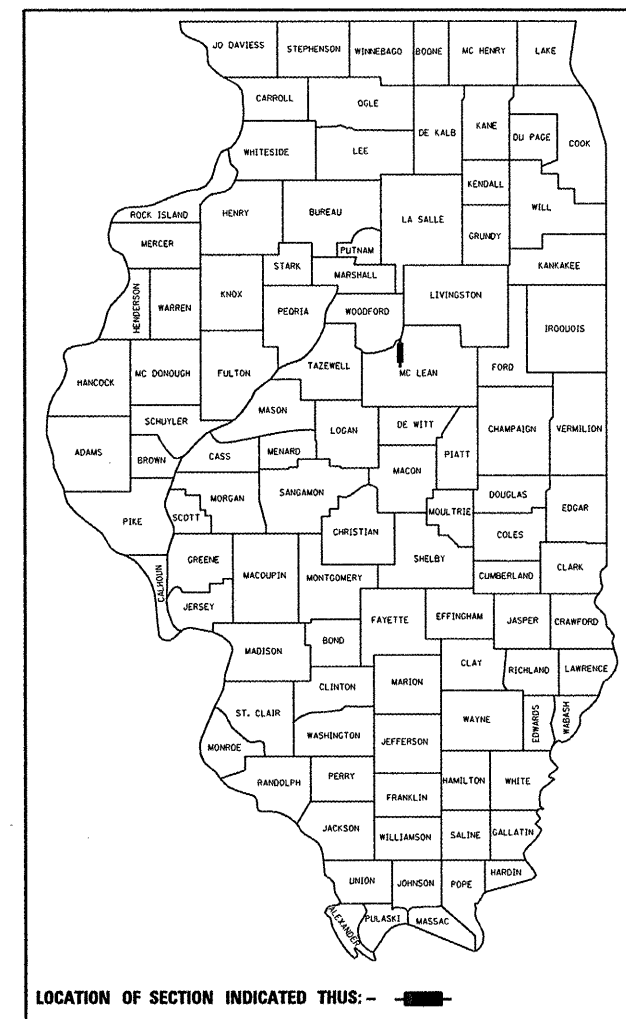 JO DAVIESS STEPHENSON WINNEBAGO BOONE MC HENRY LAKE
CARROLL OGLE DE KALB KANE DU PAGE COOK
WHITESIDE LEE
KENDALL WILL
ROCK ISLAND HENRY BUREAU LA SALLE GRUNDY
MERCER PUTNAM
STARK MARSHALL KANKAKEE
HENDERSON WARREN KNOX PEORIA WOODFORD LIVINGSTON IROQUOIS
HANCOCK MC DONOUGH FULTON TAZEWELL MC LEAN FORD
MASON
SCHUYLER LOGAN DE WITT CHAMPAIGN VERMILION
ADAMS BROWN CASS MENARD MACON PIATT
MORGAN SANGAMON DOUGLAS
PIKE SCOTT CHRISTIAN MOULTRIE COLES EDGAR
GREENE SHELBY
CALHOUN MACOUPIN MONTGOMERY CUMBERLAND CLARK
JERSEY
FAYETTE EFFINGHAM JASPER CRAWFORD
MADISON BOND
CLAY RICHLAND LAWRENCE
CLINTON MARION
ST. CLAIR WAYNE EDWARDS WABASH
WASHINGTON JEFFERSON
MONROE
RANDOLPH PERRY HAMILTON WHITE
FRANKLIN
JACKSON WILLIAMSON SALINE GALLATIN
UNION JOHNSON POPE HARDIN
ALEXANDER PULASKI MASSAC
LOCATION OF SECTION INDICATED THUS: -